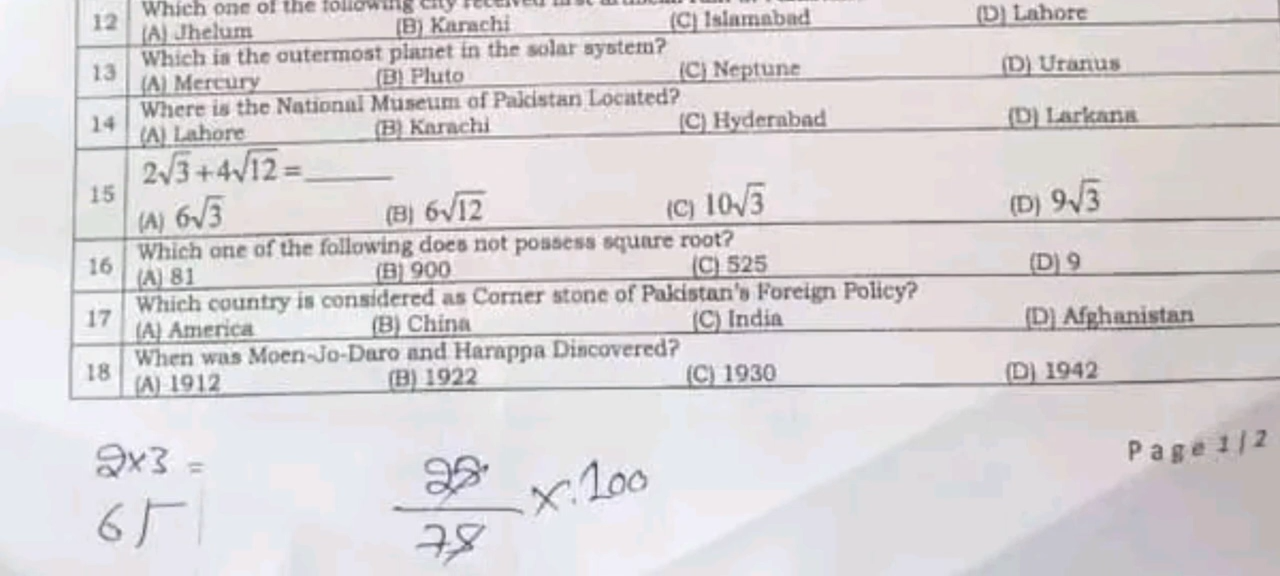 12 Which one of the following city received first
(A) Jhelum (B) Karachi (C) Islamabad (D) Lahore
13 Which is the outermost planet in the solar system?
(A) Mercury (B) Pluto (C) Neptune (D) Uranus
14 Where is the National Museum of Pakistan Located?
(A) Lahore (B) Karachi (C) Hyderabad (D) Larkana
15 2√3+4√12=______
(A) 6√3 (B) 6√12 (C) 10√3 (D) 9√3
16 Which one of the following does not possess square root?
(A) 81 (B) 900 (C) 525 (D) 9
17 Which country is considered as Corner stone of Pakistan's Foreign Policy?
(A) America (B) China (C) India (D) Afghanistan
18 When was Moen-Jo-Daro and Harappa Discovered?
(A) 1912 (B) 1922 (C) 1930 (D) 1942
Page 1/2
2×3 =
6√
x.100
78